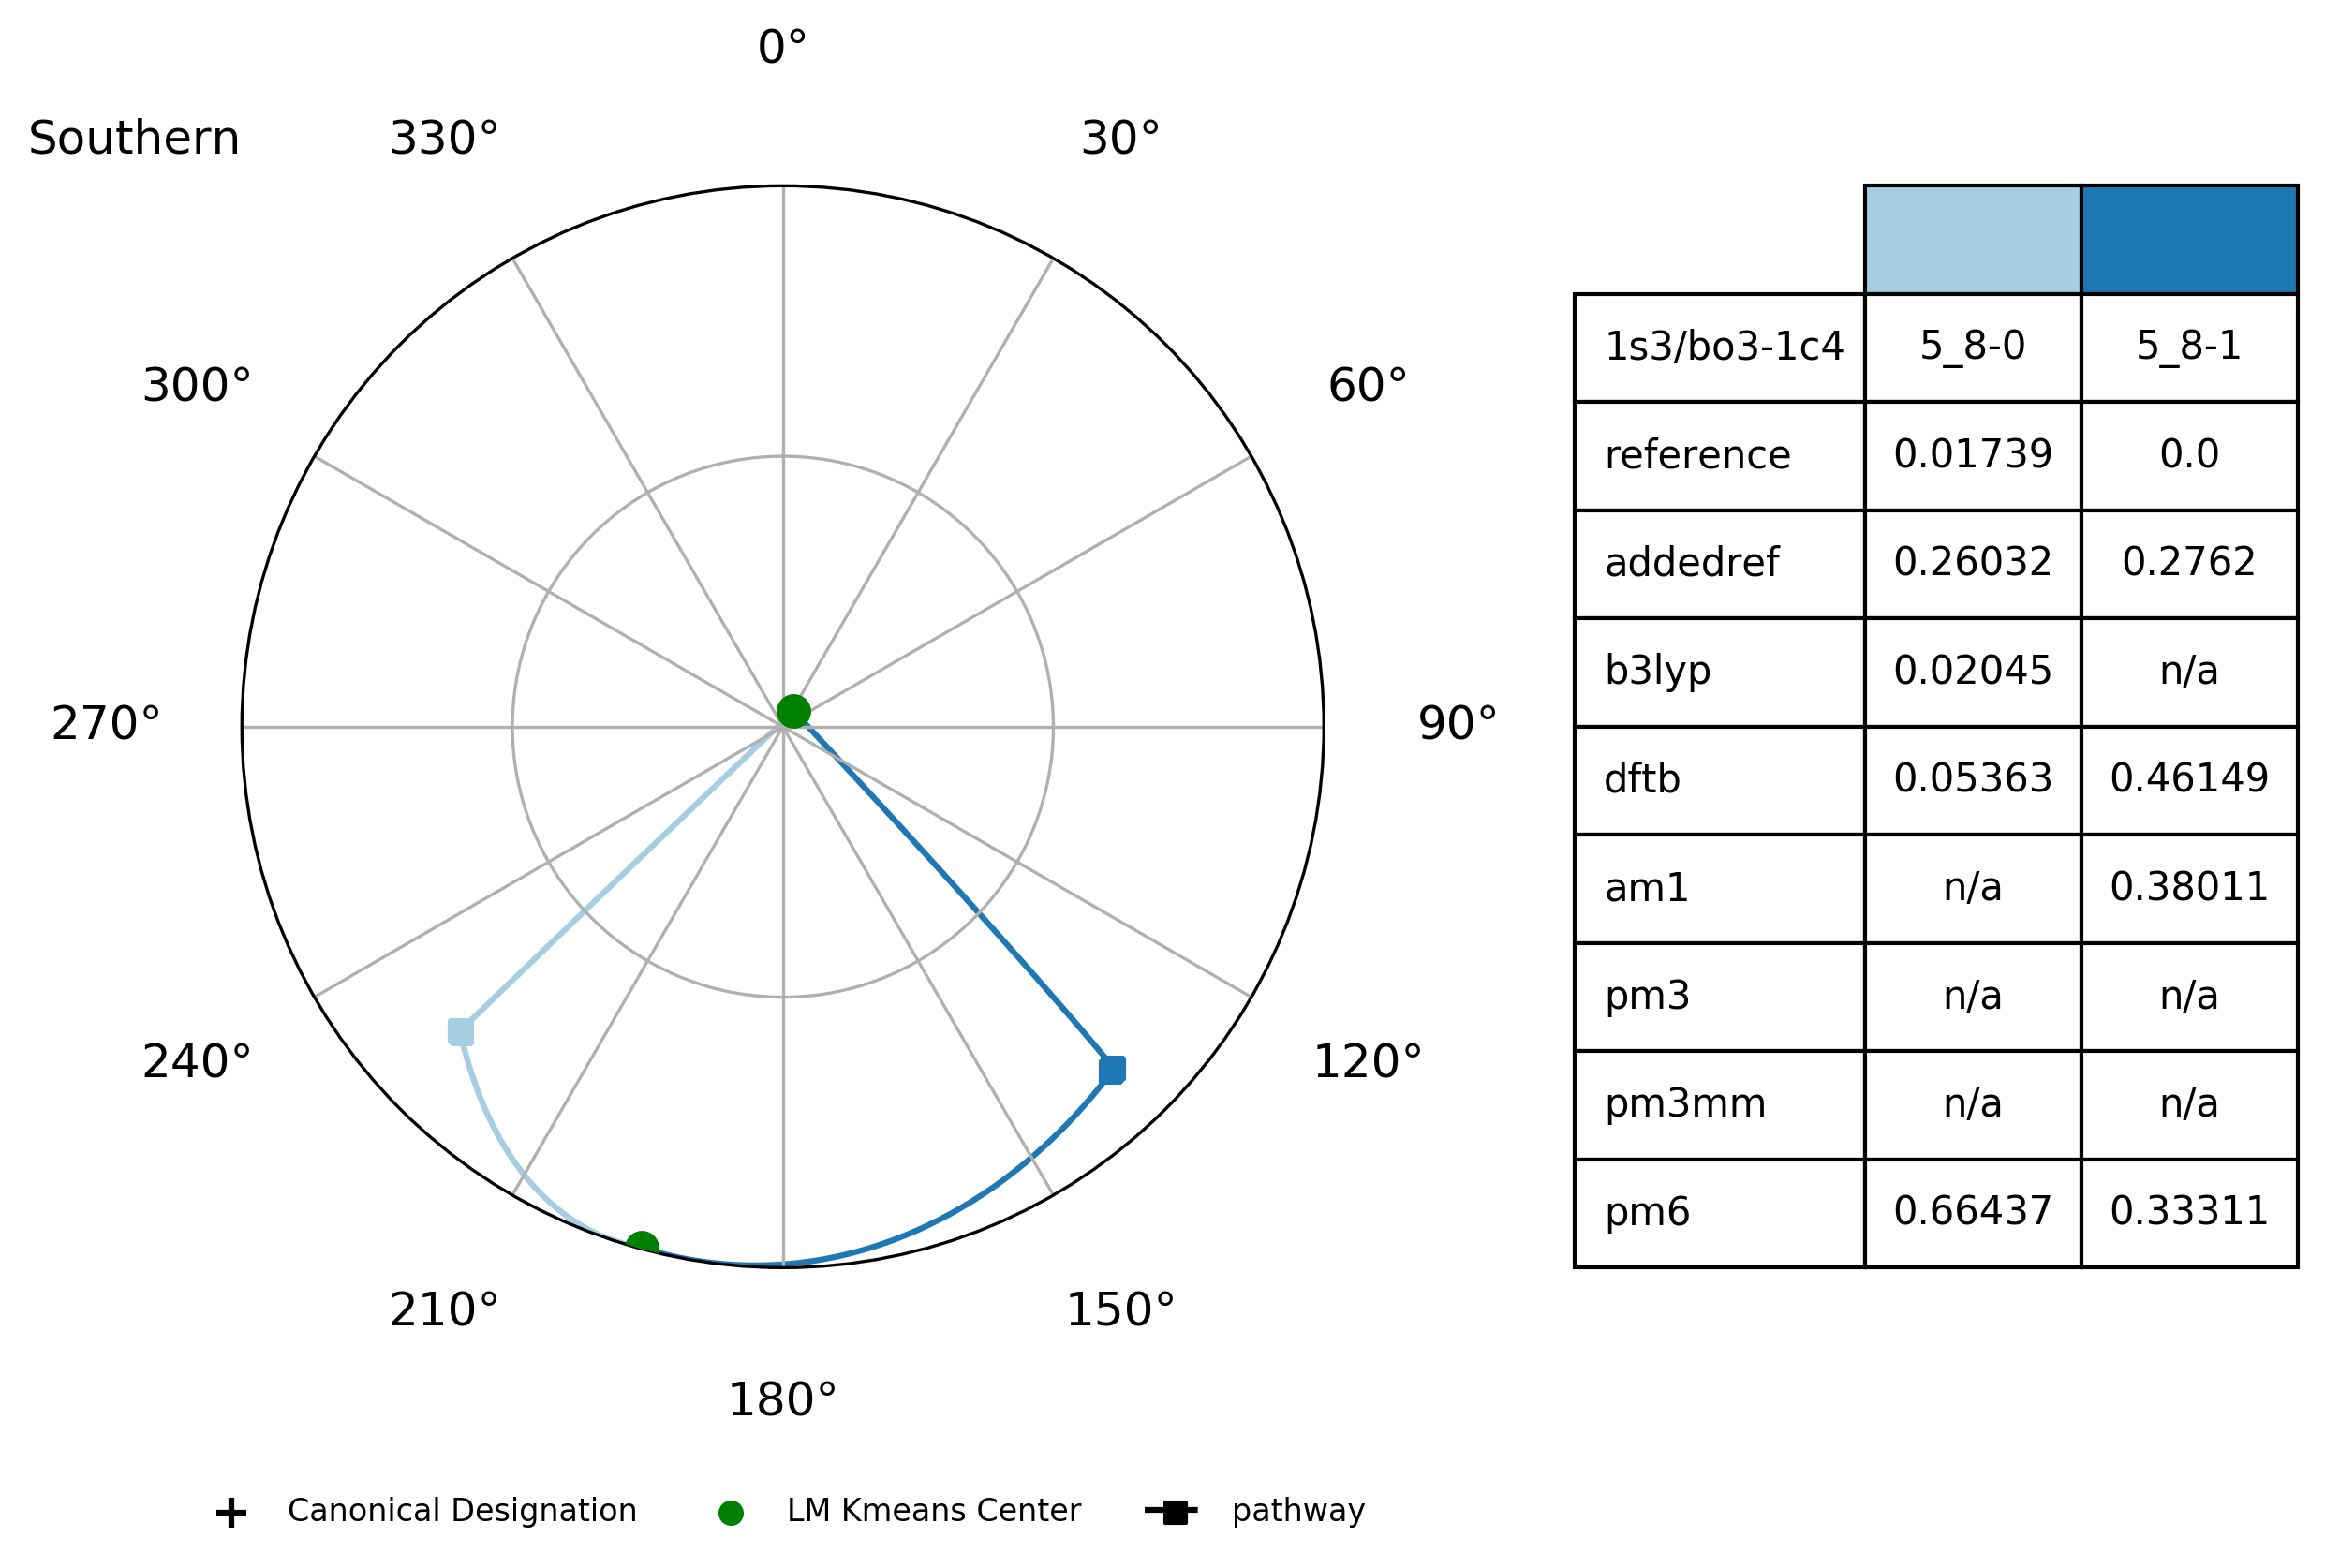 0°
Southern
330°
30°
300°
60°
270°
90°
240°
120°
210°
150°
180°
1s3/bo3-1c4 5_8-0 5_8-1
reference 0.01739 0.0
addedref 0.26032 0.2762
b3lyp 0.02045 n/a
dftb 0.05363 0.46149
am1 n/a 0.38011
pm3 n/a n/a
pm3mm n/a n/a
pm6 0.66437 0.33311
Canonical Designation LM Kmeans Center pathway